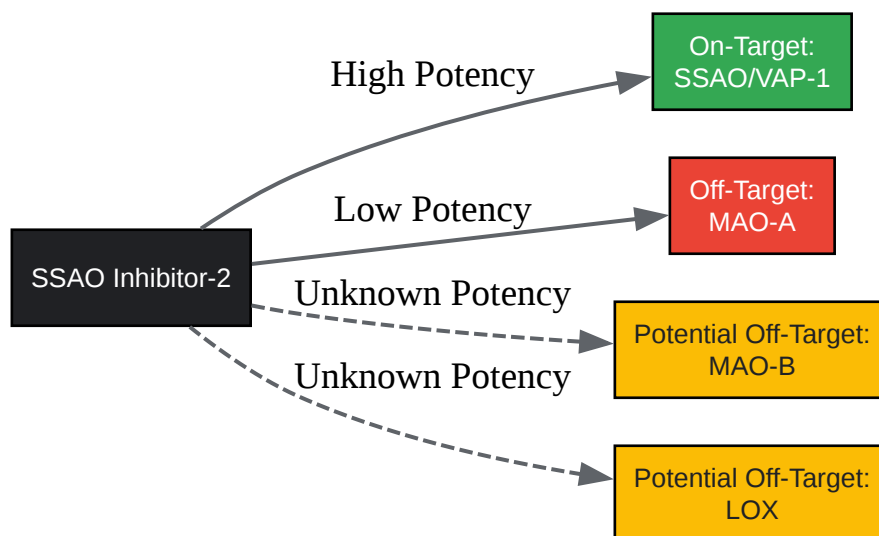 On-Target:
SSAO/VAP-1
High Potency
Off-Target:
MAO-A
Low Potency
SSAO Inhibitor-2
Unknown Potency
Potential Off-Target:
MAO-B
Unknown Potency
Potential Off-Target:
LOX